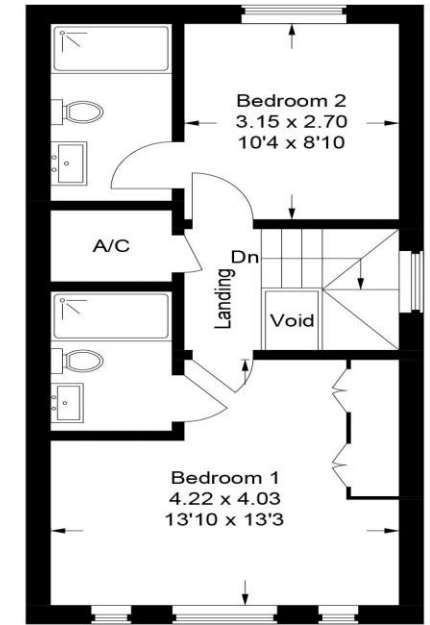 Bedroom 2
3.15 x 2.70
10'4 x 8'10
A/C
Dn
Landing
Void
Bedroom 1
4.22 x 4.03
13'10 x 13'3